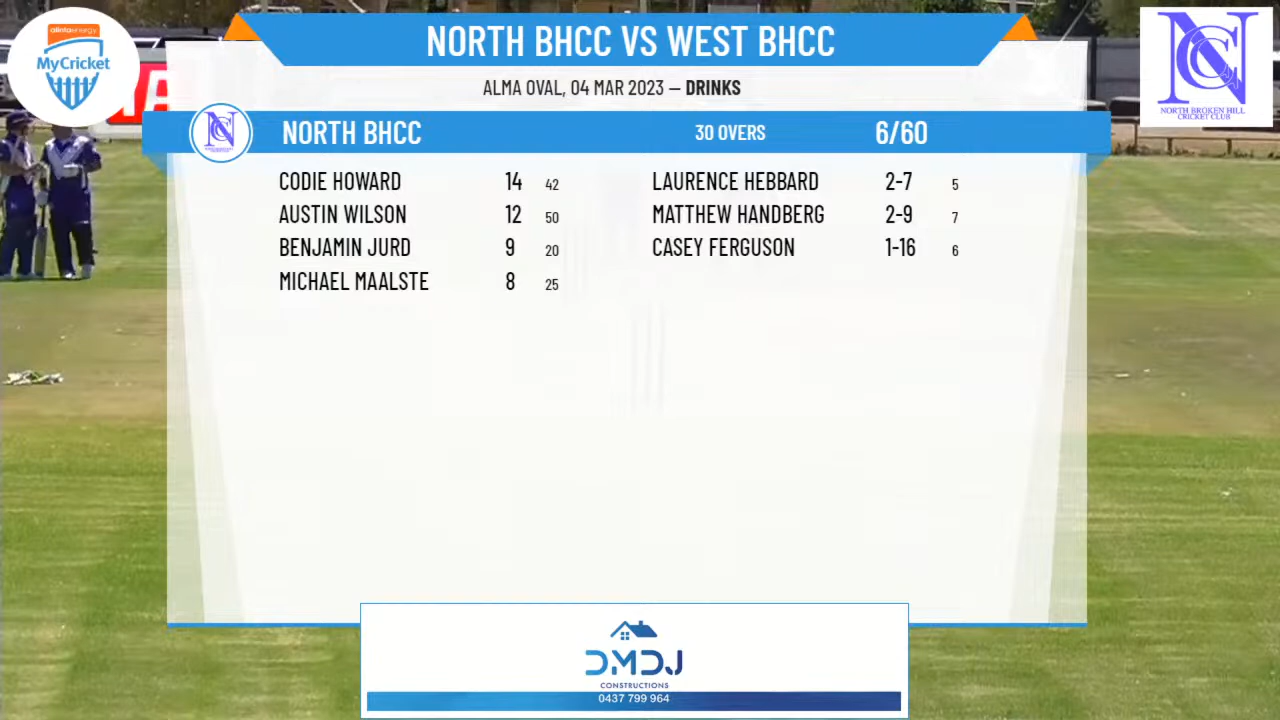 alintaenergy
MyCricket
NORTH BHCC VS WEST BHCC
NORTH BROKEN HILL
CRICKET CLUB
ALMA OVAL, 04 MAR 2023 — DRINKS
NORTH BHCC 30 OVERS 6/60
CODIE HOWARD 14 42 LAURENCE HEBBARD 2-7 5
AUSTIN WILSON 12 50 MATTHEW HANDBERG 2-9 7
BENJAMIN JURD 9 20 CASEY FERGUSON 1-16 6
MICHAEL MAALSTE 8 25
DMDJ
CONSTRUCTIONS
0437 799 964